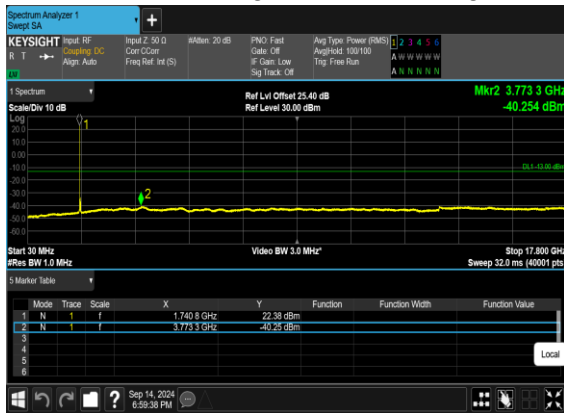 Spectrum Analyzer 1
Swept SA
+
KEYSIGHT
R T
Input: RF
Coupling: DC
Align: Auto
Input Z: 50 Ω
Corr CCorr
Freq Ref: Int (S)
#Atten: 20 dB
PNO: Fast
Gate: Off
IF Gain: Low
Sig Track: Off
Avg Type: Power (RMS)
Avg|Hold: 100/100
Trig: Free Run
1 2 3 4 5 6
A W W W W W
A N N N N N
1 Spectrum
Scale/Div 10 dB
Ref Lvl Offset 25.40 dB
Ref Level 30.00 dBm
Mkr2 3.773 3 GHz
-40.254 dBm
Log
20.0
10.0
0.00
-10.0
-20.0
-30.0
-40.0
-50.0
-60.0
1
2
DL1 -13.00 dBm
Start 30 MHz
#Res BW 1.0 MHz
Video BW 3.0 MHz*
Stop 17.800 GHz
Sweep 32.0 ms (40001 pts)
5 Marker Table
Mode Trace Scale X Y Function Function Width Function Value
1 N 1 f 1.740 8 GHz 22.38 dBm
2 N 1 f 3.773 3 GHz -40.25 dBm
3
4
5
6
Local
?
Sep 14, 2024
6:59:38 PM